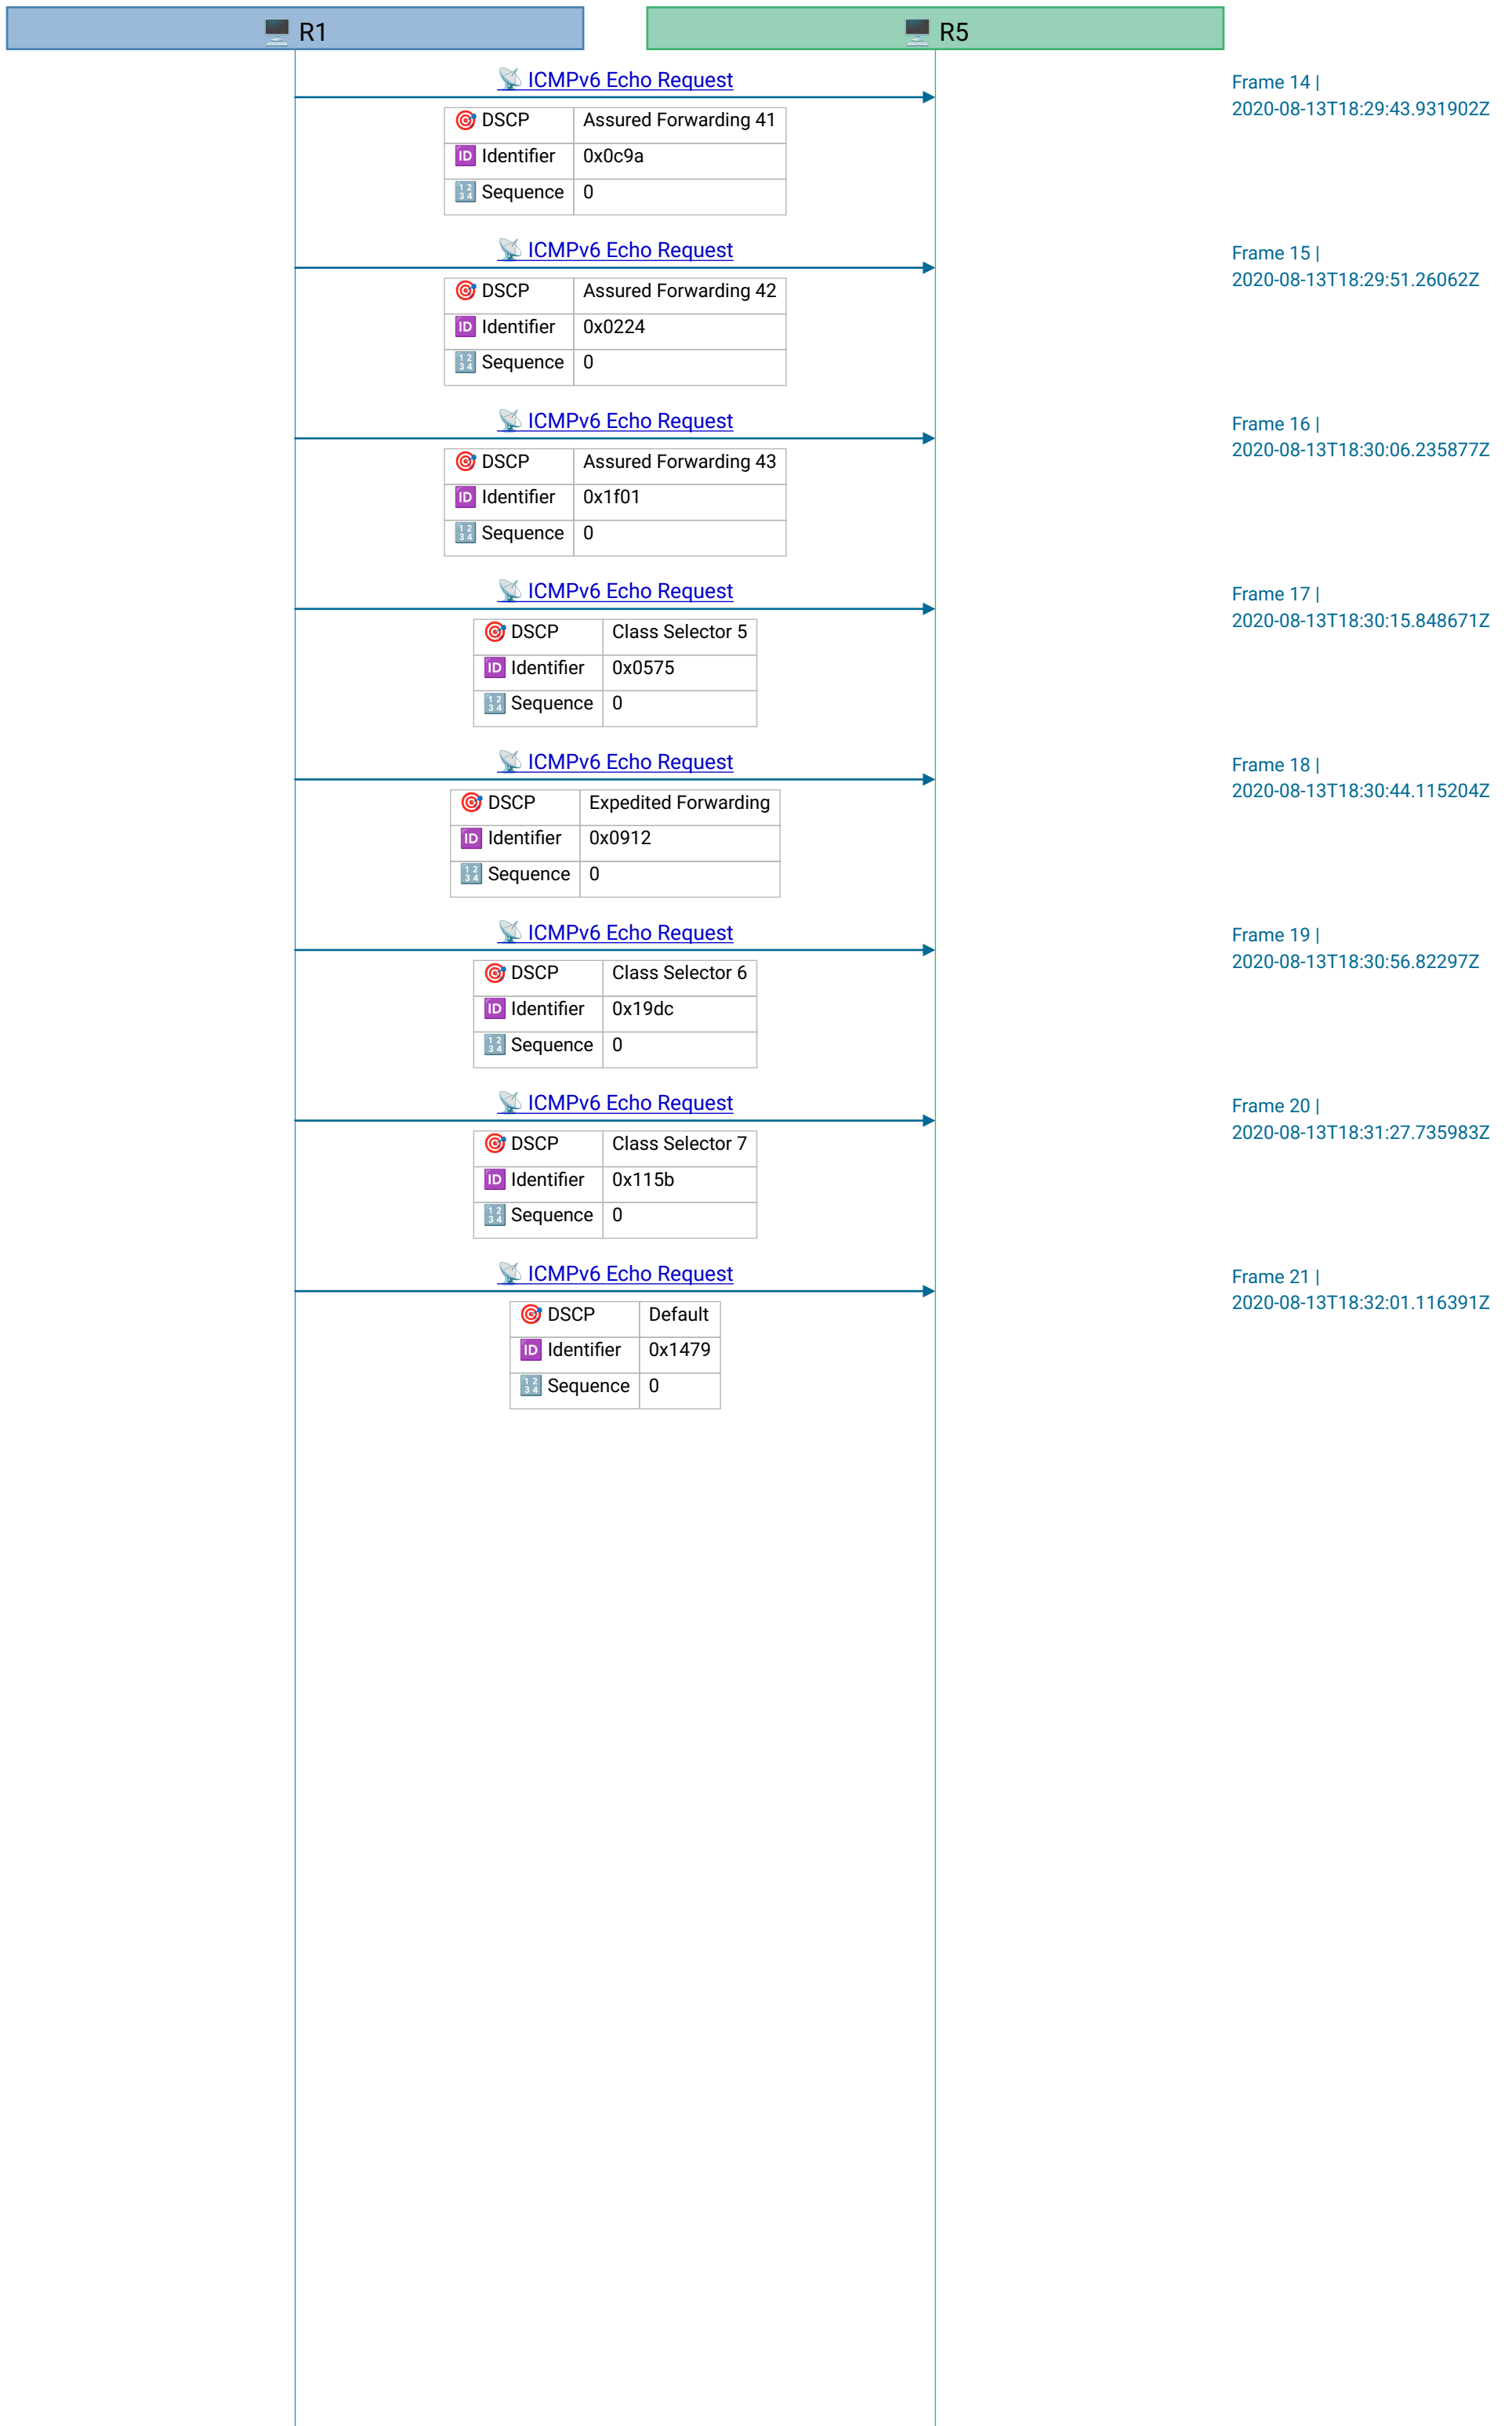 R1
R5
ICMPv6 Echo Request
Frame 14 |
2020-08-13T18:29:43.931902Z
DSCP Assured Forwarding 41
Identifier 0x0c9a
Sequence 0
ICMPv6 Echo Request
Frame 15 |
2020-08-13T18:29:51.26062Z
DSCP Assured Forwarding 42
Identifier 0x0224
Sequence 0
ICMPv6 Echo Request
Frame 16 |
2020-08-13T18:30:06.235877Z
DSCP Assured Forwarding 43
Identifier 0x1f01
Sequence 0
ICMPv6 Echo Request
Frame 17 |
2020-08-13T18:30:15.848671Z
DSCP Class Selector 5
Identifier 0x0575
Sequence 0
ICMPv6 Echo Request
Frame 18 |
2020-08-13T18:30:44.115204Z
DSCP Expedited Forwarding
Identifier 0x0912
Sequence 0
ICMPv6 Echo Request
Frame 19 |
2020-08-13T18:30:56.82297Z
DSCP Class Selector 6
Identifier 0x19dc
Sequence 0
ICMPv6 Echo Request
Frame 20 |
2020-08-13T18:31:27.735983Z
DSCP Class Selector 7
Identifier 0x115b
Sequence 0
ICMPv6 Echo Request
Frame 21 |
2020-08-13T18:32:01.116391Z
DSCP Default
Identifier 0x1479
Sequence 0